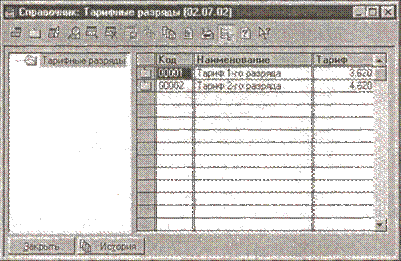 Справочник: Тарифные разряды (02.07.02)
Тарифные разряды
Код Наименование Тариф
00001 Тариф 1-го разряда 3,620
00002 Тариф 2-го разряда 4,620
Закрыть История